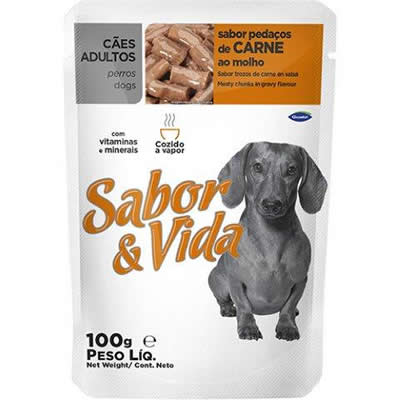 CÃES
ADULTOS
perros
dogs
sabor pedaços
de CARNE
ao molho
Sabor trozos de carne en salsa
Meaty chunks in gravy flavour
com
vitaminas
e minerais
Cozido
a vapor
Sabor
& Vida
100g e
PESO LÍQ.
Net Weight/ Cont. Neto